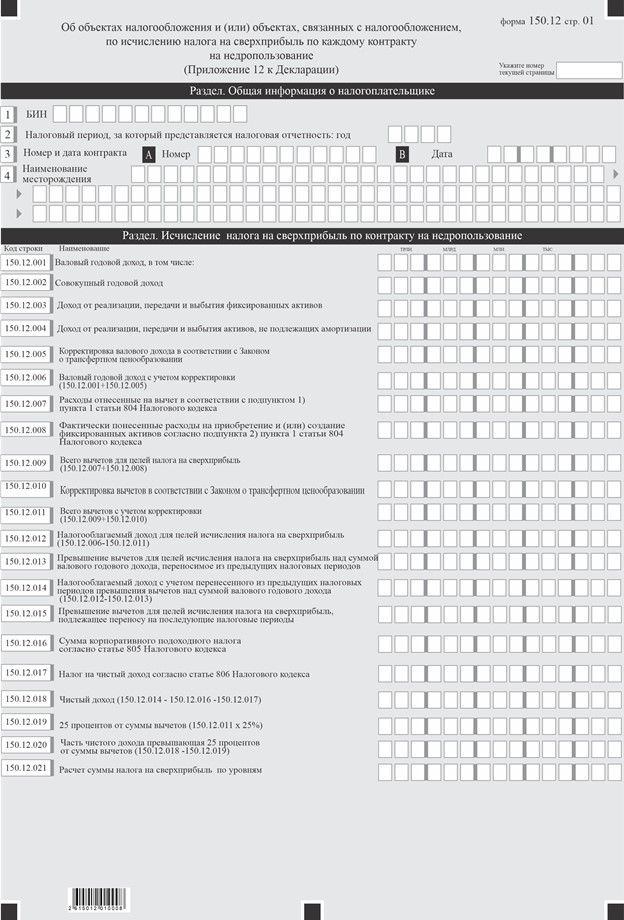 форма 150.12 стр. 01
Об объектах налогообложения и (или) объектах, связанных с налогообложением,
по исчислению налога на сверхприбыль по каждому контракту
на недропользование
(Приложение 12 к Декларации)
Укажите номер
текущей страницы
Раздел. Общая информация о налогоплательщике
1 БИН
2 Налоговый период, за который представляется налоговая отчетность: год
3 Номер и дата контракта A Номер B Дата
4 Наименование
месторождения
Раздел. Исчисление налога на сверхприбыль по контракту на недропользование
Код строки Наименование трлн млрд млн тыс
150.12.001 Валовый годовой доход, в том числе:
150.12.002 Совокупный годовой доход
150.12.003 Доход от реализации, передачи и выбытия фиксированных активов
150.12.004 Доход от реализации, передачи и выбытия активов, не подлежащих амортизации
150.12.005 Корректировка валового дохода в соответствии с Законом
о трансфертном ценообразовании
150.12.006 Валовый годовой доход с учетом корректировки
(150.12.001+150.12.005)
150.12.007 Расходы отнесенные на вычет в соответствии с подпунктом 1)
пункта 1 статьи 804 Налогового кодекса
150.12.008 Фактически понесенные расходы на приобретение и (или) создание
фиксированных активов согласно подпункта 2) пункта 1 статьи 804
Налогового кодекса
150.12.009 Всего вычетов для целей налога на сверхприбыль
(150.12.007+150.12.008)
150.12.010 Корректировка вычетов в соответствии с Законом о трансфертном ценообразовании
150.12.011 Всего вычетов с учетом корректировки
(150.12.009+150.12.010)
150.12.012 Налогооблагаемый доход для целей исчисления налога на сверхприбыль
(150.12.006-150.12.011)
150.12.013 Превышение вычетов для целей исчисления налога на сверхприбыль над суммой
валового годового дохода, переносимое из предыдущих налоговых периодов
150.12.014 Налогооблагаемый доход с учетом перенесенного из предыдущих налоговых
периодов превышения вычетов над суммой валового годового дохода
(150.12.012-150.12.013)
150.12.015 Превышение вычетов для целей исчисления налога на сверхприбыль,
подлежащее переносу на последующие налоговые периоды
150.12.016 Сумма корпоративного подоходного налога
согласно статье 805 Налогового кодекса
150.12.017 Налог на чистый доход согласно статье 806 Налогового кодекса
150.12.018 Чистый доход (150.12.014 - 150.12.016 -150.12.017)
150.12.019 25 процентов от суммы вычетов (150.12.011 x 25%)
150.12.020 Часть чистого дохода превышающая 25 процентов
от суммы вычетов (150.12.018 -150.12.019)
150.12.021 Расчет суммы налога на сверхприбыль по уровням
2 615012 010008